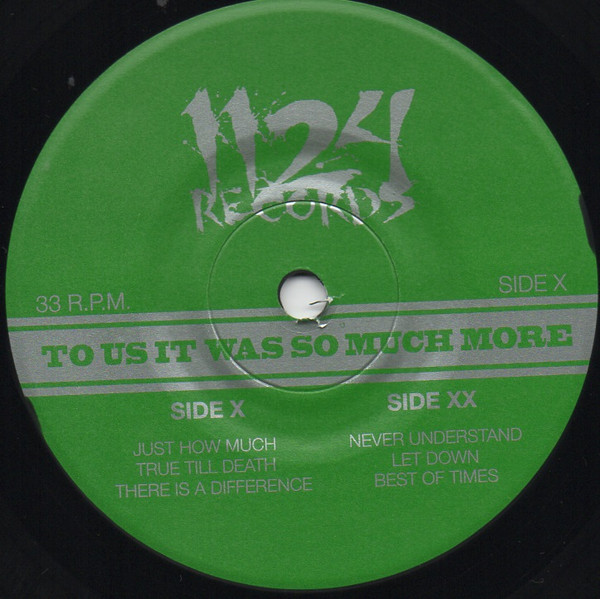 1124
RECORDS
33 R.P.M.
SIDE X
TO US IT WAS SO MUCH MORE
SIDE X
JUST HOW MUCH
TRUE TILL DEATH
THERE IS A DIFFERENCE
SIDE XX
NEVER UNDERSTAND
LET DOWN
BEST OF TIMES